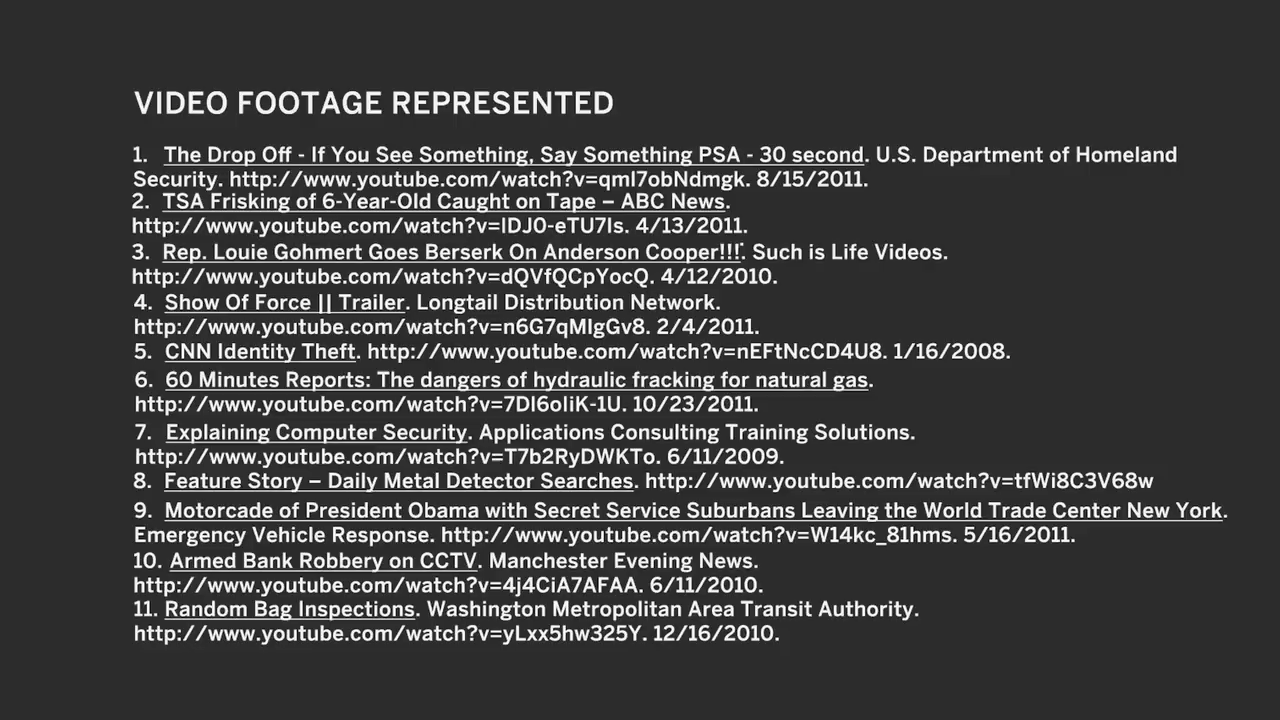 VIDEO FOOTAGE REPRESENTED
1. The Drop Off - If You See Something, Say Something PSA - 30 second. U.S. Department of Homeland
Security. http://www.youtube.com/watch?v=qml7obNdmgk. 8/15/2011.
2. TSA Frisking of 6-Year-Old Caught on Tape – ABC News.
http://www.youtube.com/watch?v=lDJ0-eTU7ls. 4/13/2011.
3. Rep. Louie Gohmert Goes Berserk On Anderson Cooper!!!. Such is Life Videos.
http://www.youtube.com/watch?v=dQVfQCpYocQ. 4/12/2010.
4. Show Of Force || Trailer. Longtail Distribution Network.
http://www.youtube.com/watch?v=n6G7qMlgGv8. 2/4/2011.
5. CNN Identity Theft. http://www.youtube.com/watch?v=nEFtNcCD4U8. 1/16/2008.
6. 60 Minutes Reports: The dangers of hydraulic fracking for natural gas.
http://www.youtube.com/watch?v=7Dl6oliK-1U. 10/23/2011.
7. Explaining Computer Security. Applications Consulting Training Solutions.
http://www.youtube.com/watch?v=T7b2RyDWKTo. 6/11/2009.
8. Feature Story – Daily Metal Detector Searches. http://www.youtube.com/watch?v=tfWi8C3V68w
9. Motorcade of President Obama with Secret Service Suburbans Leaving the World Trade Center New York.
Emergency Vehicle Response. http://www.youtube.com/watch?v=W14kc_81hms. 5/16/2011.
10. Armed Bank Robbery on CCTV. Manchester Evening News.
http://www.youtube.com/watch?v=4j4CiA7AFAA. 6/11/2010.
11. Random Bag Inspections. Washington Metropolitan Area Transit Authority.
http://www.youtube.com/watch?v=yLxx5hw325Y. 12/16/2010.